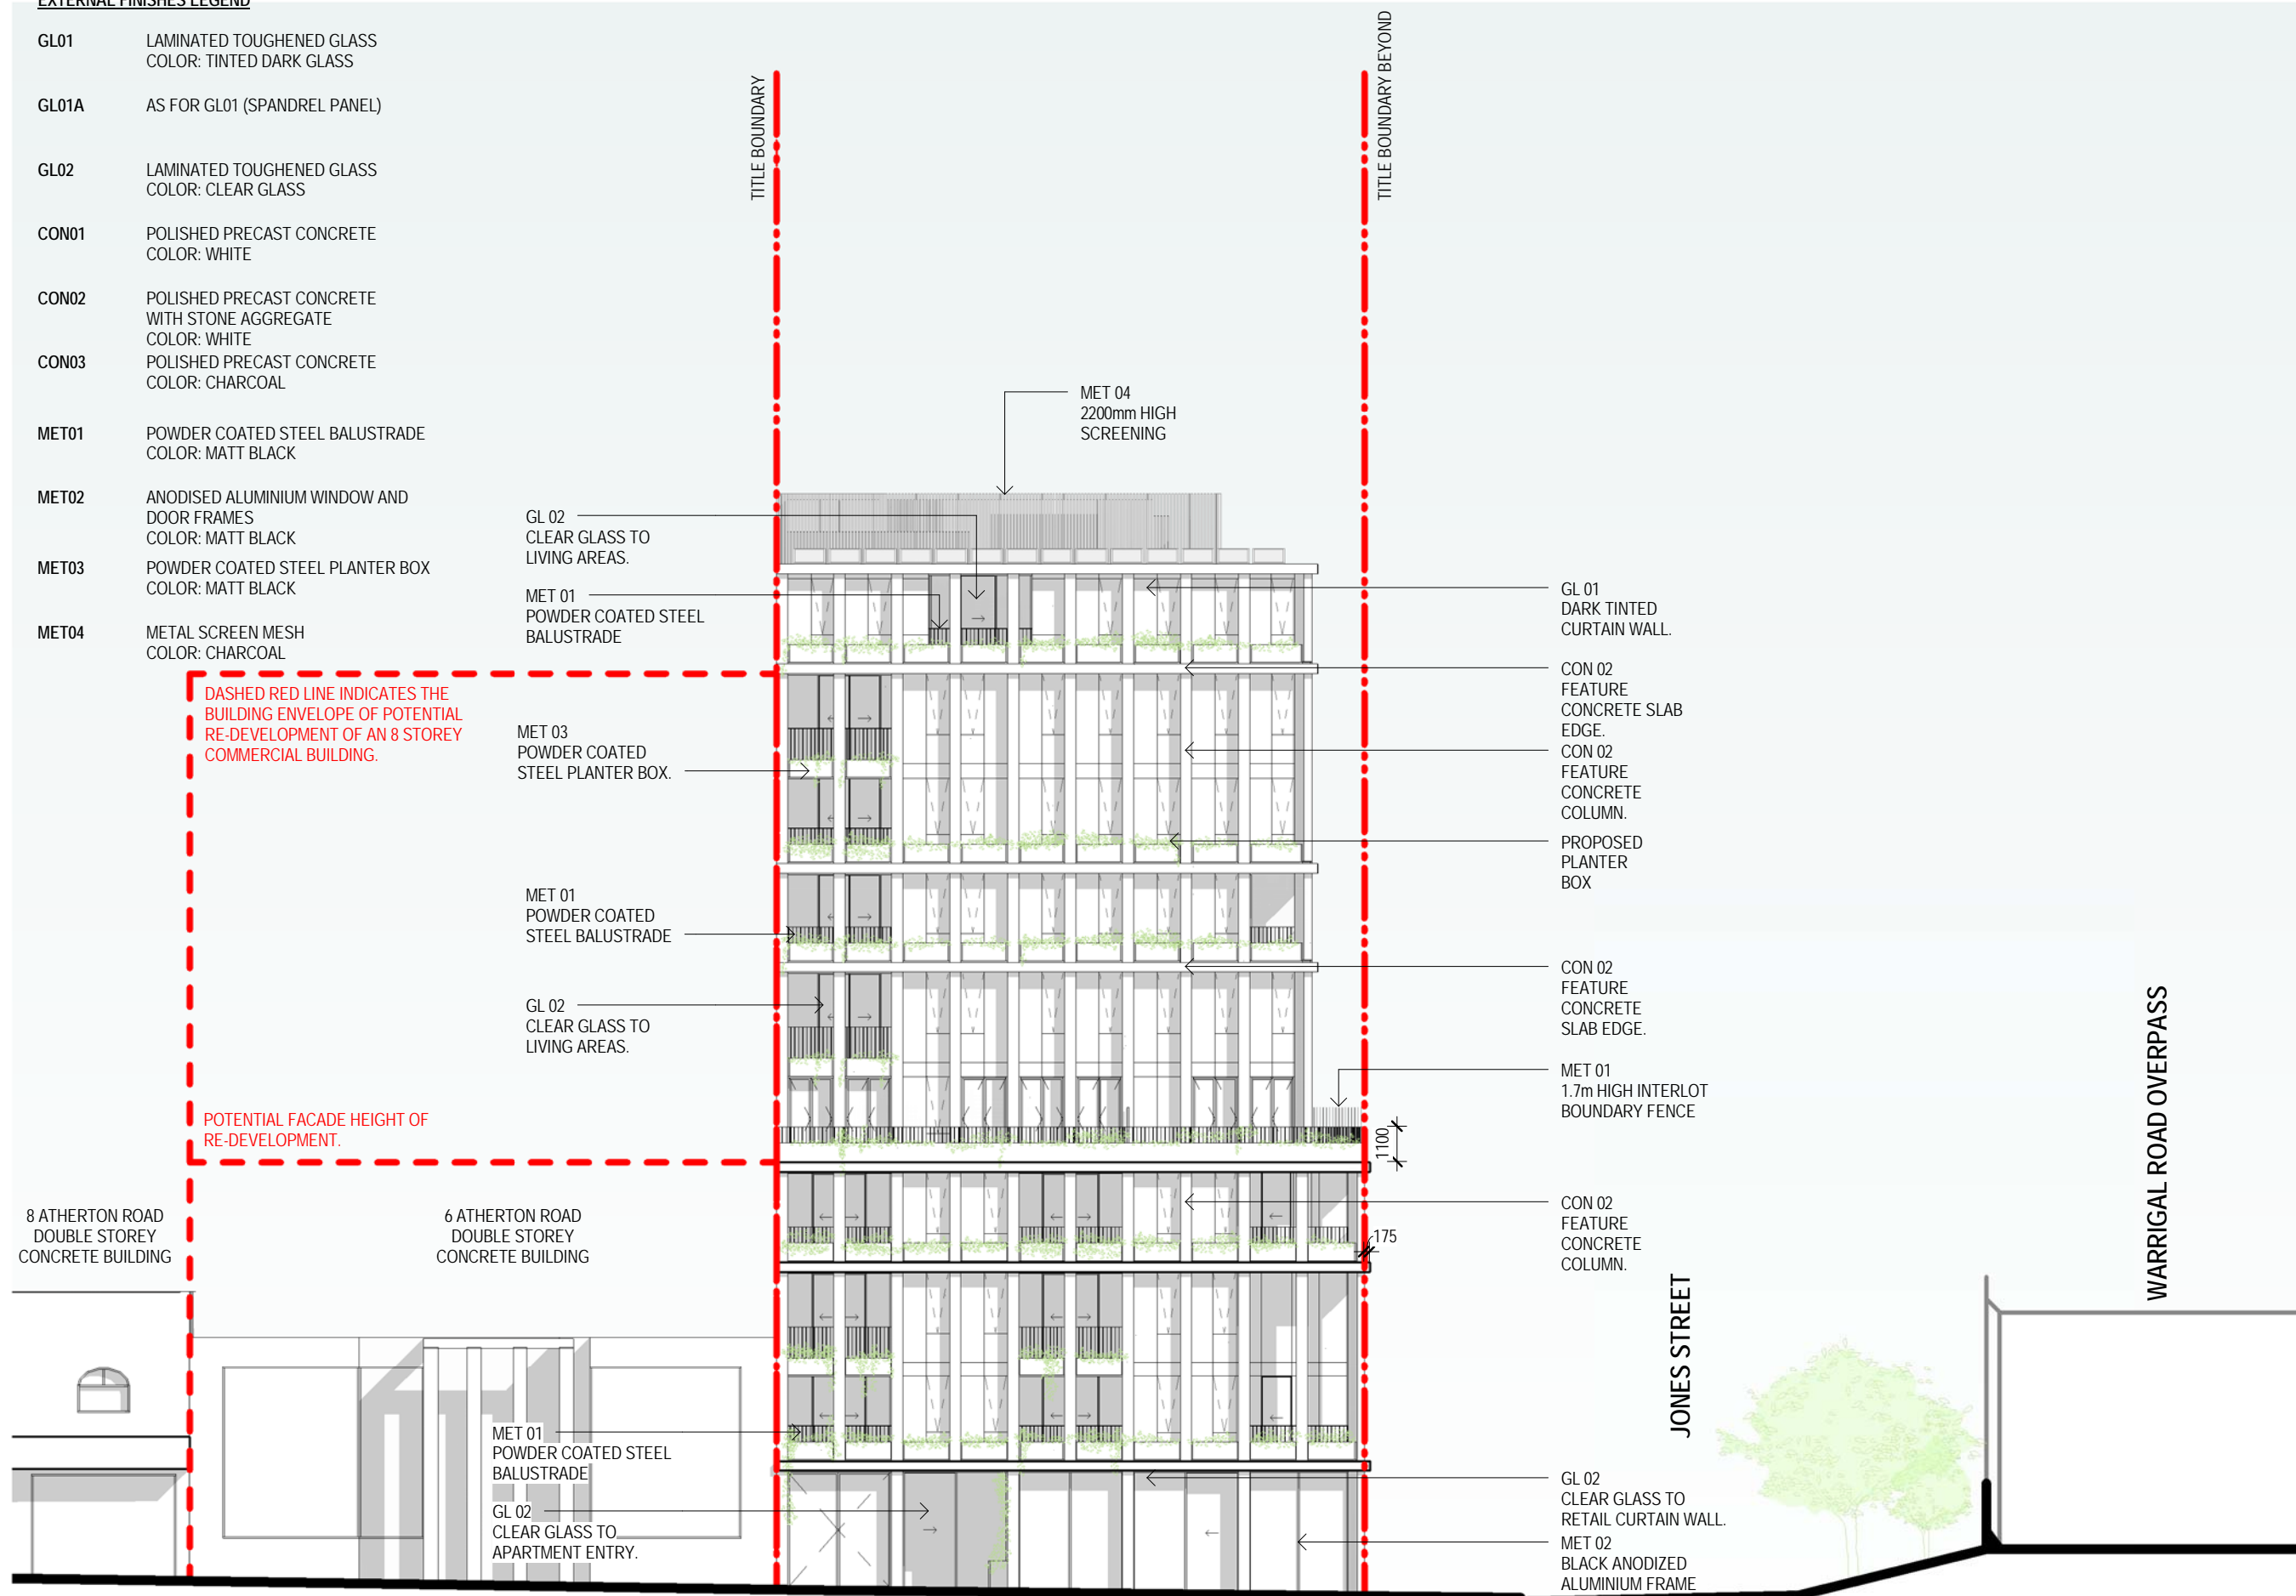 EXTERNAL FINISHES LEGEND
GL01 LAMINATED TOUGHENED GLASS
COLOR: TINTED DARK GLASS
GL01A AS FOR GL01 (SPANDREL PANEL)
GL02 LAMINATED TOUGHENED GLASS
COLOR: CLEAR GLASS
CON01 POLISHED PRECAST CONCRETE
COLOR: WHITE
CON02 POLISHED PRECAST CONCRETE
WITH STONE AGGREGATE
COLOR: WHITE
CON03 POLISHED PRECAST CONCRETE
COLOR: CHARCOAL
MET01 POWDER COATED STEEL BALUSTRADE
COLOR: MATT BLACK
MET02 ANODISED ALUMINIUM WINDOW AND
DOOR FRAMES
COLOR: MATT BLACK
MET03 POWDER COATED STEEL PLANTER BOX
COLOR: MATT BLACK
MET04 METAL SCREEN MESH
COLOR: CHARCOAL
DASHED RED LINE INDICATES THE
BUILDING ENVELOPE OF POTENTIAL
RE-DEVELOPMENT OF AN 8 STOREY
COMMERCIAL BUILDING.
POTENTIAL FACADE HEIGHT OF
RE-DEVELOPMENT.
8 ATHERTON ROAD
DOUBLE STOREY
CONCRETE BUILDING
6 ATHERTON ROAD
DOUBLE STOREY
CONCRETE BUILDING
GL 02
CLEAR GLASS TO
LIVING AREAS.
MET 01
POWDER COATED STEEL
BALUSTRADE
MET 03
POWDER COATED
STEEL PLANTER BOX.
MET 01
POWDER COATED
STEEL BALUSTRADE
GL 02
CLEAR GLASS TO
LIVING AREAS.
MET 01
POWDER COATED STEEL
BALUSTRADE
GL 02
CLEAR GLASS TO
APARTMENT ENTRY.
TITLE BOUNDARY
TITLE BOUNDARY BEYOND
MET 04
2200mm HIGH
SCREENING
GL 01
DARK TINTED
CURTAIN WALL.
CON 02
FEATURE
CONCRETE SLAB
EDGE.
CON 02
FEATURE
CONCRETE
COLUMN.
PROPOSED
PLANTER
BOX
CON 02
FEATURE
CONCRETE
SLAB EDGE.
MET 01
1.7m HIGH INTERLOT
BOUNDARY FENCE
1100
CON 02
FEATURE
CONCRETE
COLUMN.
175
GL 02
CLEAR GLASS TO
RETAIL CURTAIN WALL.
MET 02
BLACK ANODIZED
ALUMINIUM FRAME
JONES STREET
WARRIGAL ROAD OVERPASS